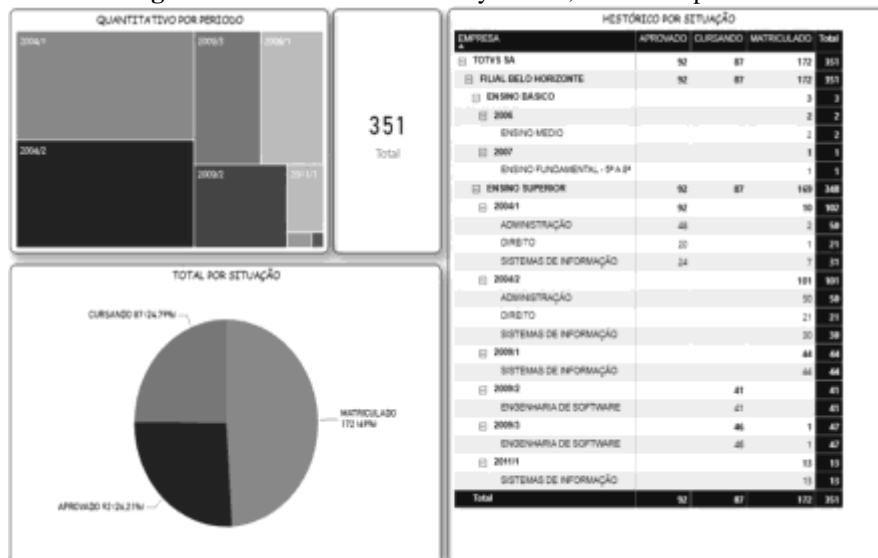 QUANTITATIVO POR PERÍODO
2004/1
2009/3
2006/1
2004/2
2009/2
2011/1
351
Total
TOTAL POR SITUAÇÃO
CURSANDO 87 (24,79%)
MATRICULADO
172 (49%)
APROVADO 92 (26,21%)
HISTÓRICO POR SITUAÇÃO
EMPRESA APROVADO CURSANDO MATRICULADO Total
TOTVS SA 92 87 172 351
FILIAL BELO HORIZONTE 92 87 172 351
ENSINO BÁSICO 3 3
2006 2 2
ENSINO MEDIO 2 2
2007 1 1
ENSINO FUNDAMENTAL - 5ª A 8ª 1 1
ENSINO SUPERIOR 92 87 169 348
2004/1 92 10 102
ADMINISTRAÇÃO 48 2 50
DIREITO 20 1 21
SISTEMAS DE INFORMAÇÃO 24 7 31
2004/2 101 101
ADMINISTRAÇÃO 50 50
DIREITO 21 21
SISTEMAS DE INFORMAÇÃO 30 30
2009/1 44 44
SISTEMAS DE INFORMAÇÃO 44 44
2009/2 41 41
ENGENHARIA DE SOFTWARE 41 41
2009/3 46 1 47
ENGENHARIA DE SOFTWARE 46 1 47
2011/1 13 13
SISTEMAS DE INFORMAÇÃO 13 13
Total 92 87 172 351